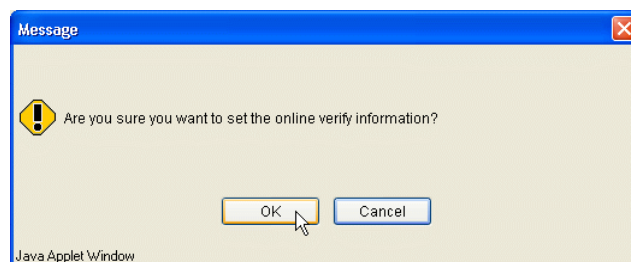 Message
Are you sure you want to set the online verify information?
OK Cancel
Java Applet Window